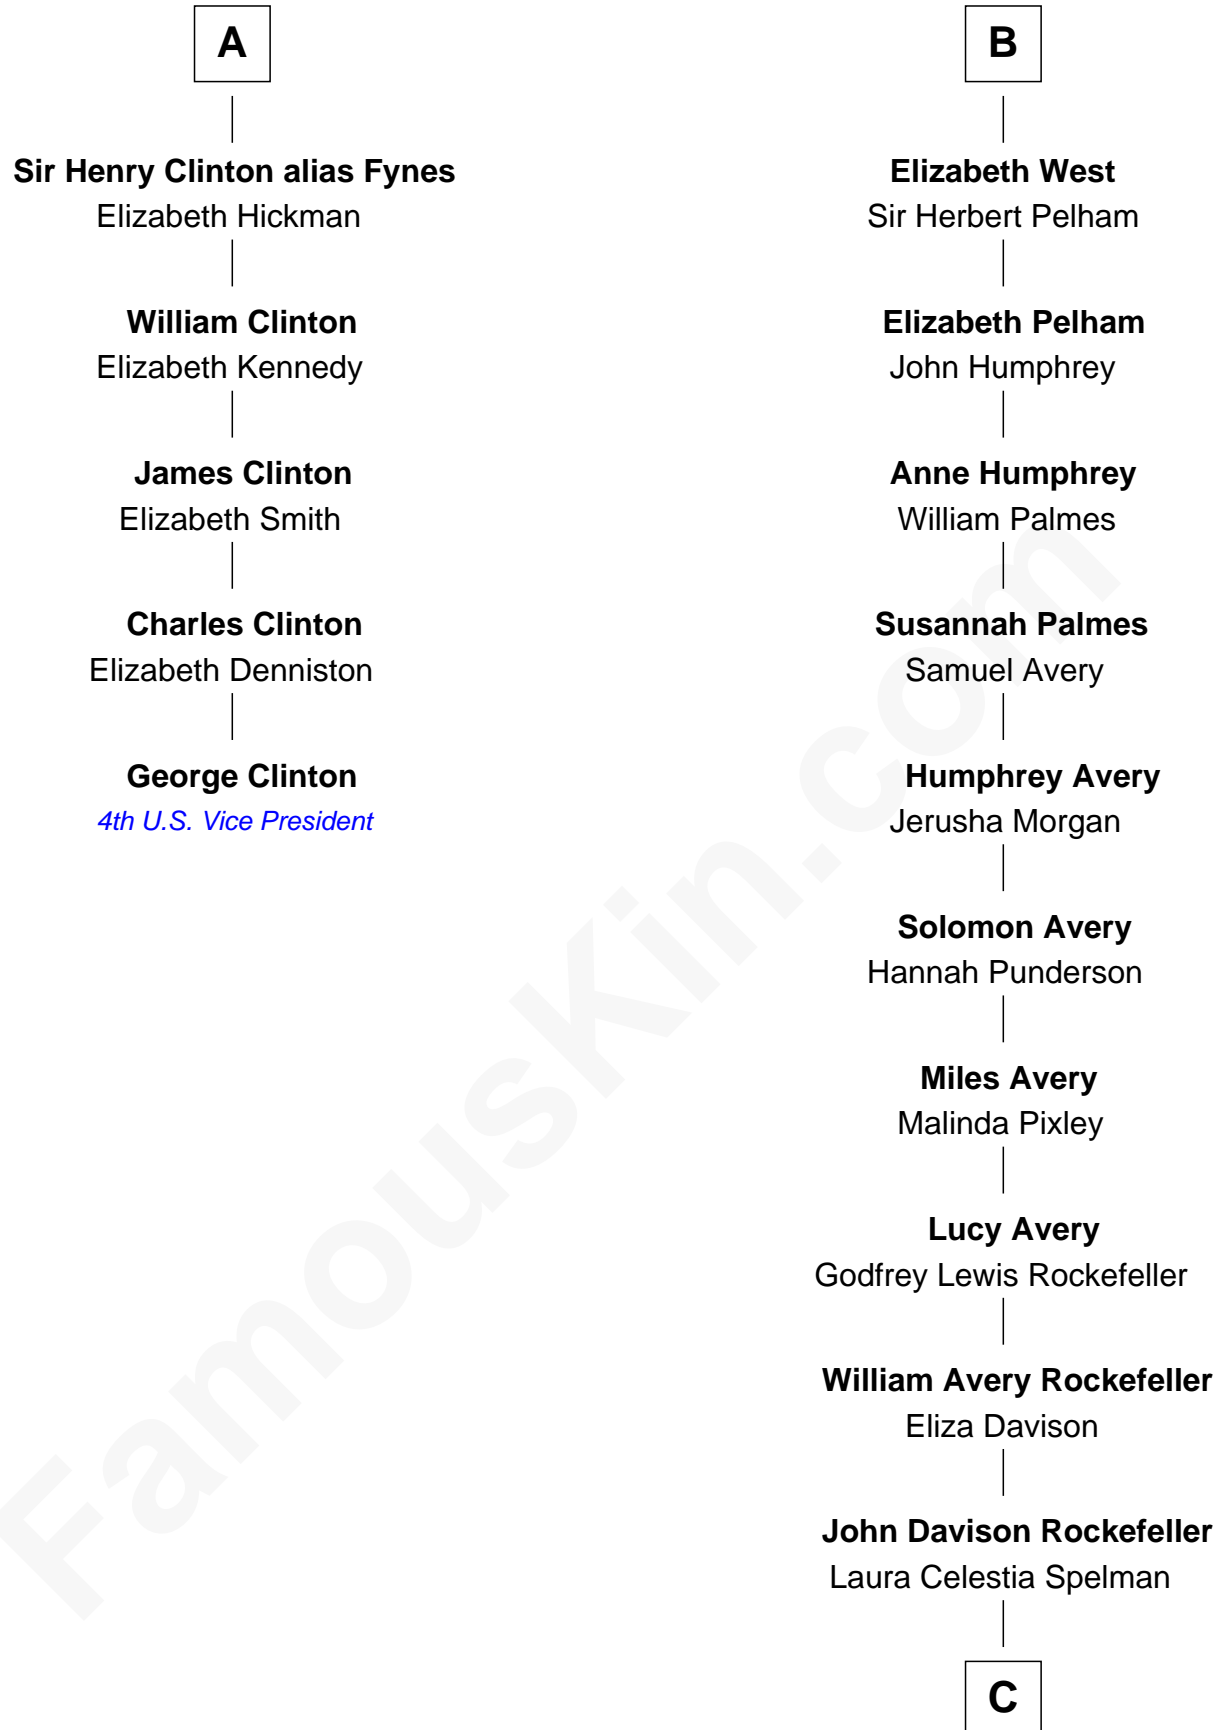 A
Sir Henry Clinton alias Fynes
Elizabeth Hickman
William Clinton
Elizabeth Kennedy
James Clinton
Elizabeth Smith
Charles Clinton
Elizabeth Denniston
George Clinton
4th U.S. Vice President
B
Elizabeth West
Sir Herbert Pelham
Elizabeth Pelham
John Humphrey
Anne Humphrey
William Palmes
Susannah Palmes
Samuel Avery
Humphrey Avery
Jerusha Morgan
Solomon Avery
Hannah Punderson
Miles Avery
Malinda Pixley
Lucy Avery
Godfrey Lewis Rockefeller
William Avery Rockefeller
Eliza Davison
John Davison Rockefeller
Laura Celestia Spelman
C
FamousKin.com